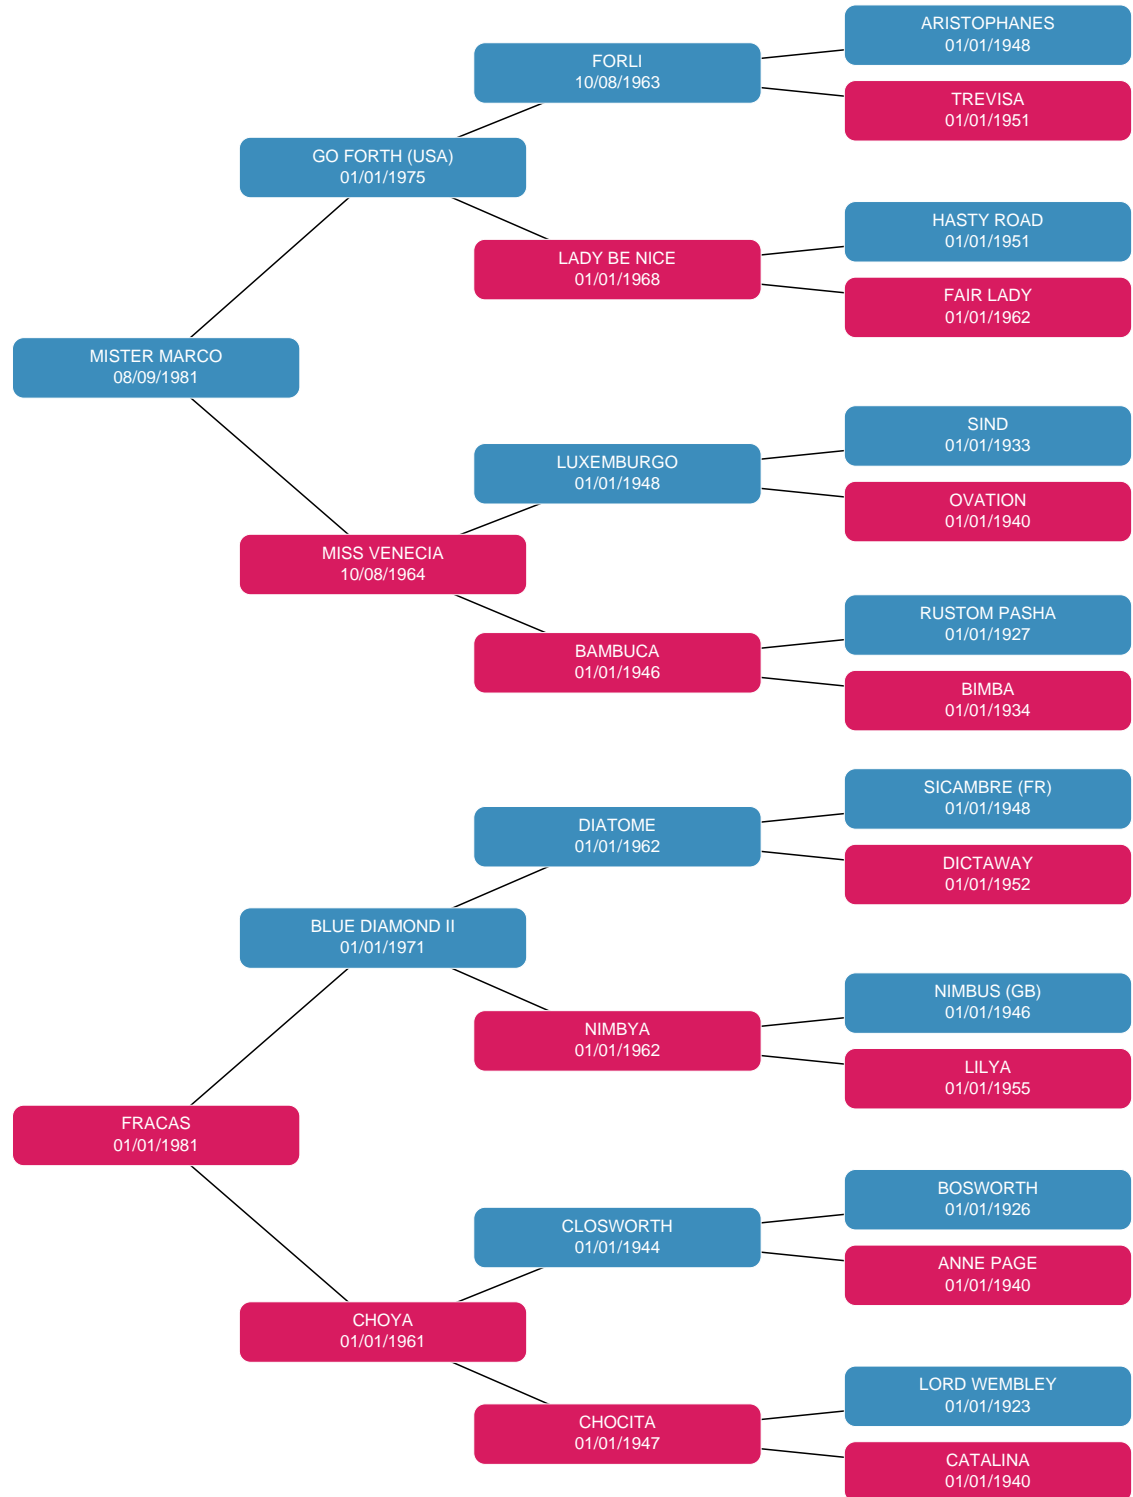 ARISTOPHANES
01/01/1948
FORLI
10/08/1963
TREVISA
01/01/1951
GO FORTH (USA)
01/01/1975
HASTY ROAD
01/01/1951
LADY BE NICE
01/01/1968
FAIR LADY
01/01/1962
MISTER MARCO
08/09/1981
SIND
01/01/1933
LUXEMBURGO
01/01/1948
OVATION
01/01/1940
MISS VENECIA
10/08/1964
RUSTOM PASHA
01/01/1927
BAMBUCA
01/01/1946
BIMBA
01/01/1934
SICAMBRE (FR)
01/01/1948
DIATOME
01/01/1962
DICTAWAY
01/01/1952
BLUE DIAMOND II
01/01/1971
NIMBUS (GB)
01/01/1946
NIMBYA
01/01/1962
LILYA
01/01/1955
FRACAS
01/01/1981
BOSWORTH
01/01/1926
CLOSWORTH
01/01/1944
ANNE PAGE
01/01/1940
CHOYA
01/01/1961
LORD WEMBLEY
01/01/1923
CHOCITA
01/01/1947
CATALINA
01/01/1940